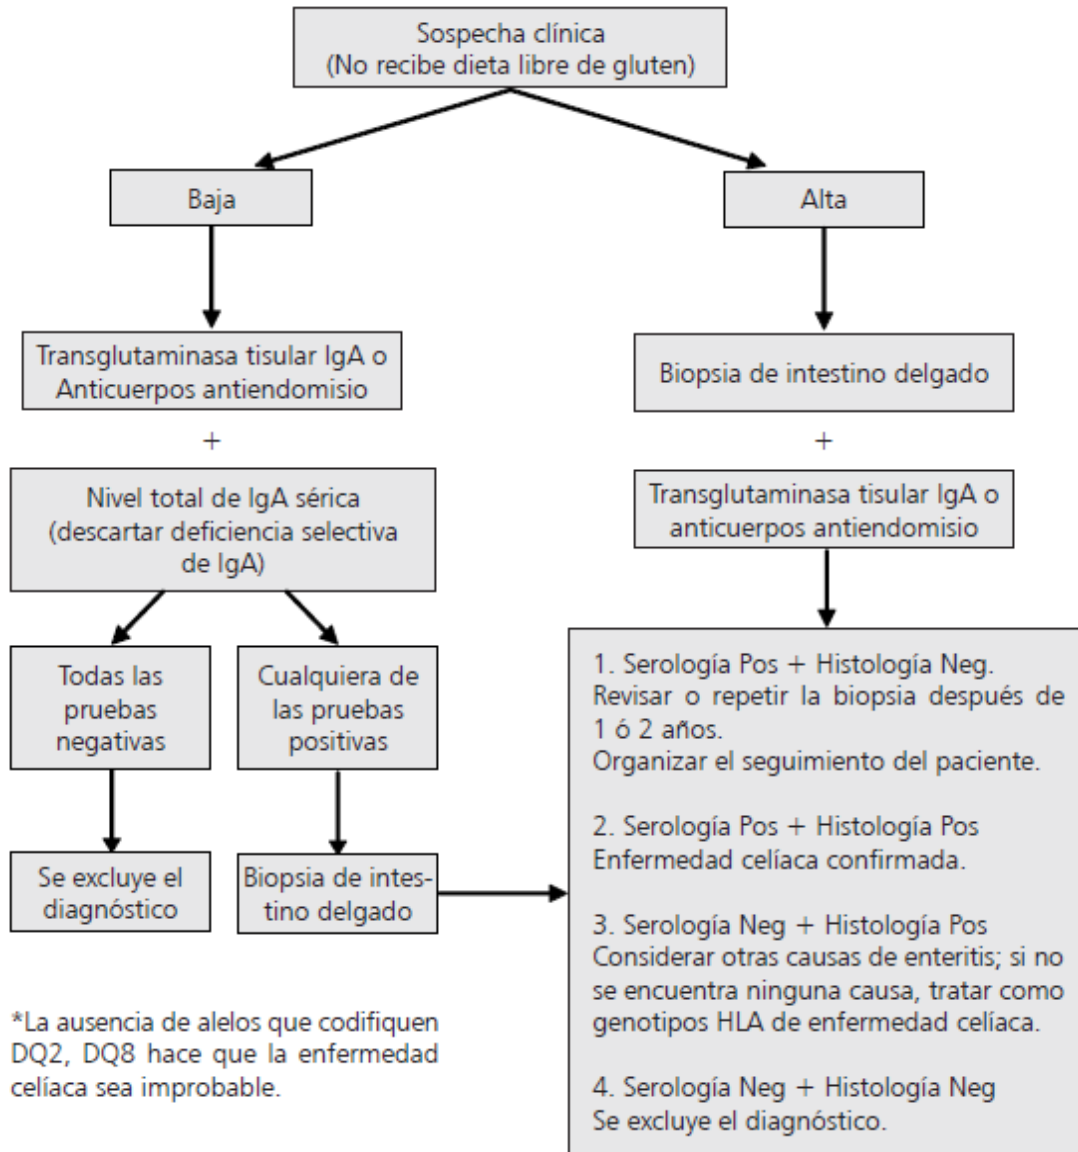 Sospecha clínica
(No recibe dieta libre de gluten)
Baja
Alta
Transglutaminasa tisular IgA o
Anticuerpos antiendomisio
+
Nivel total de IgA sérica
(descartar deficiencia selectiva
de IgA)
Todas las
pruebas
negativas
Cualquiera de
las pruebas
positivas
Se excluye el
diagnóstico
Biopsia de intes-
tino delgado
Biopsia de intestino delgado
+
Transglutaminasa tisular IgA o
anticuerpos antiendomisio
1. Serología Pos + Histología Neg.
Revisar o repetir la biopsia después de
1 ó 2 años.
Organizar el seguimiento del paciente.
2. Serología Pos + Histología Pos
Enfermedad celíaca confirmada.
3. Serología Neg + Histología Pos
Considerar otras causas de enteritis; si no
se encuentra ninguna causa, tratar como
genotipos HLA de enfermedad celíaca.
4. Serología Neg + Histología Neg
Se excluye el diagnóstico.
*La ausencia de alelos que codifiquen
DQ2, DQ8 hace que la enfermedad
celíaca sea improbable.